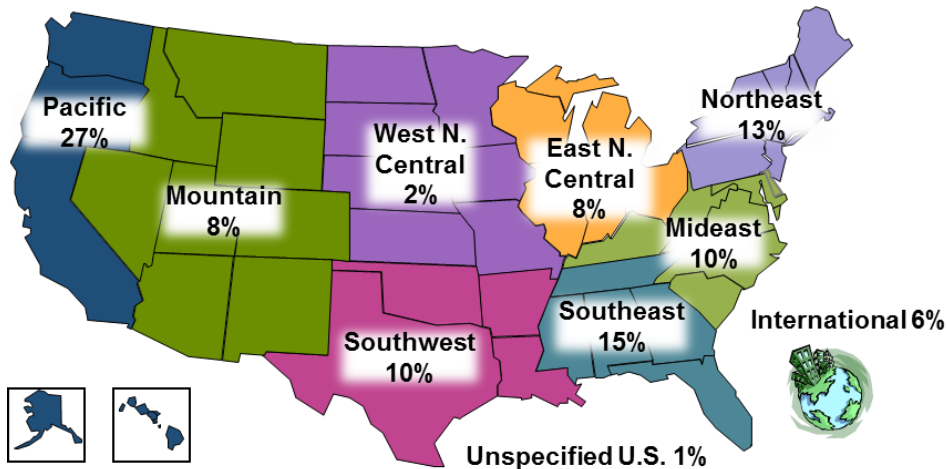 Pacific
27%
Mountain
8%
West N.
Central
2%
East N.
Central
8%
Northeast
13%
Mideast
10%
Southeast
15%
Southwest
10%
International 6%
Unspecified U.S. 1%